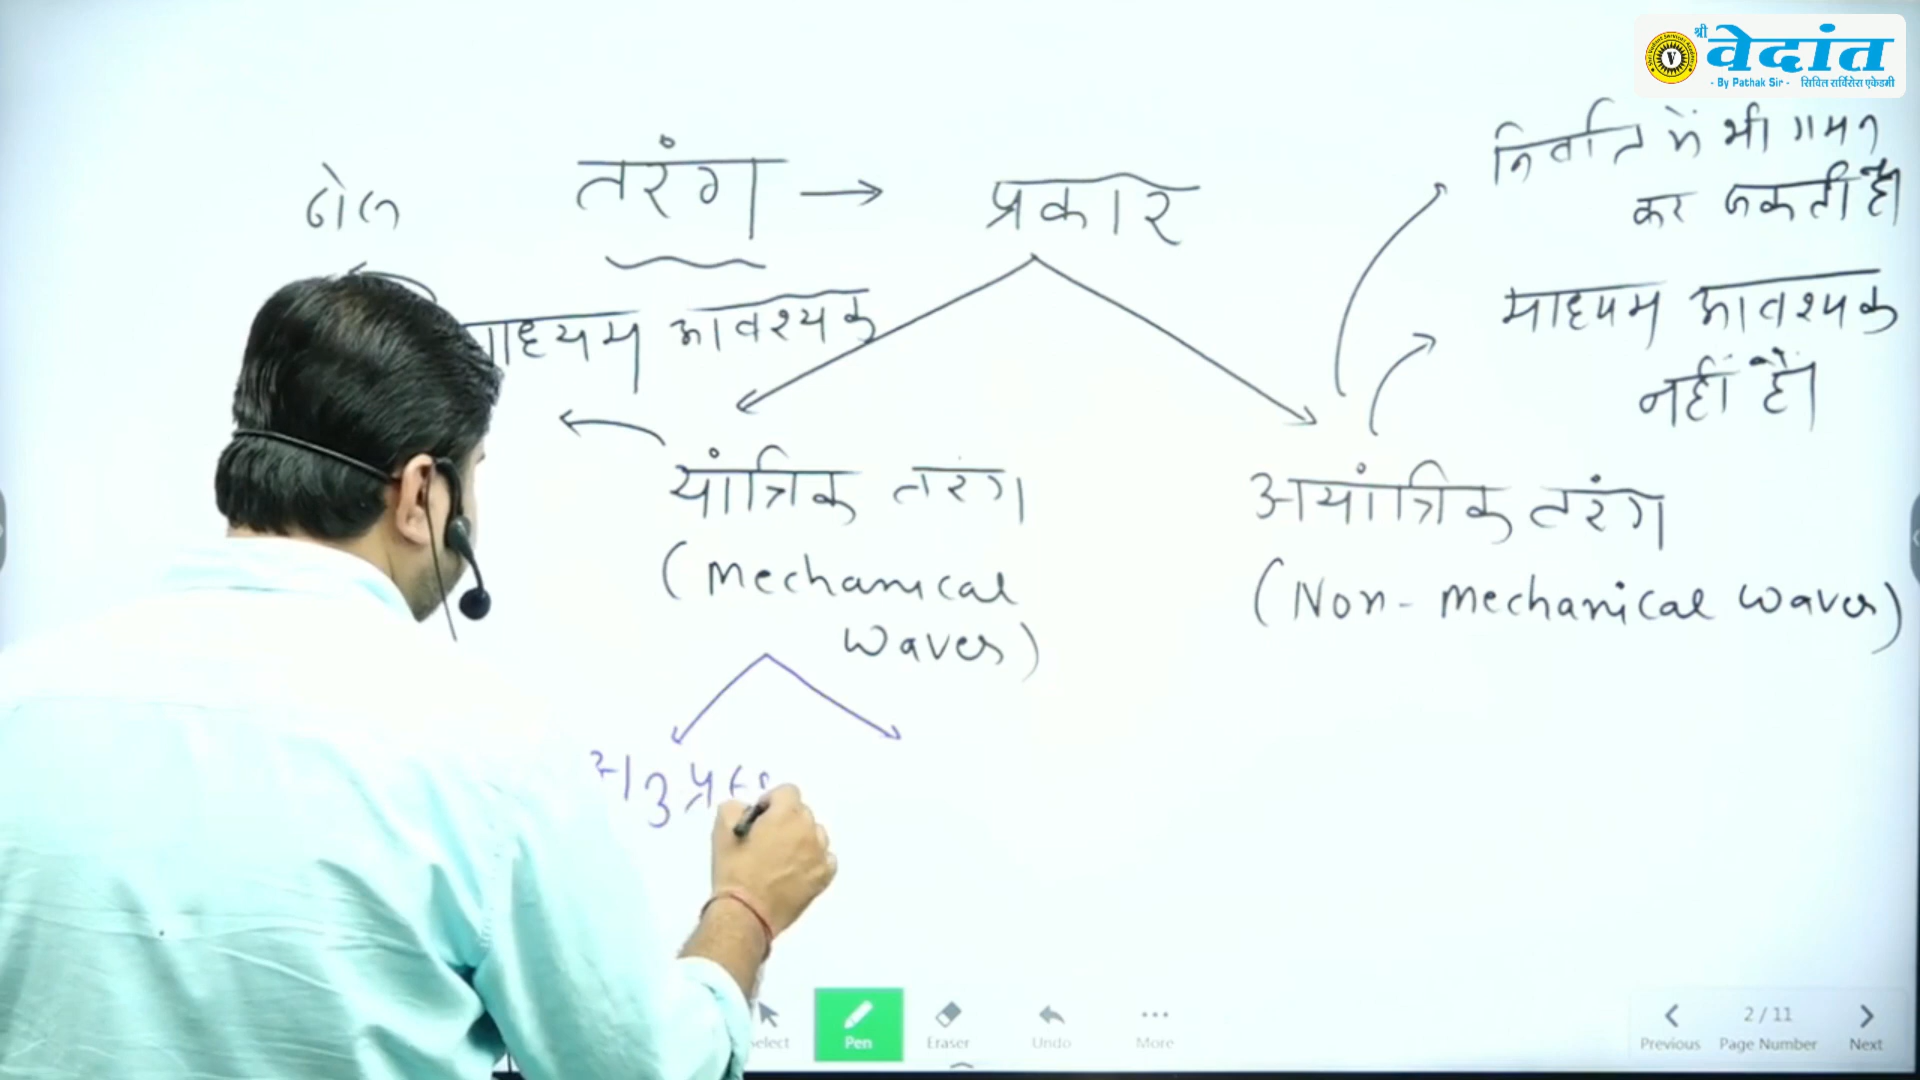 श्री वेदांत
- By Pathak Sir -
सिविल सर्विसेस एकेडमी
तरंग → प्रकार
माध्यम आवश्यक
निर्वात में भी गमन
कर सकती है।
माध्यम आवश्यक
नहीं है।
यांत्रिक तरंग
(Mechanical
waves)
अयांत्रिक तरंग
(Non-mechanical waves)
Pen
Eraser
Undo
More
Previous
2 / 11
Page Number
Next